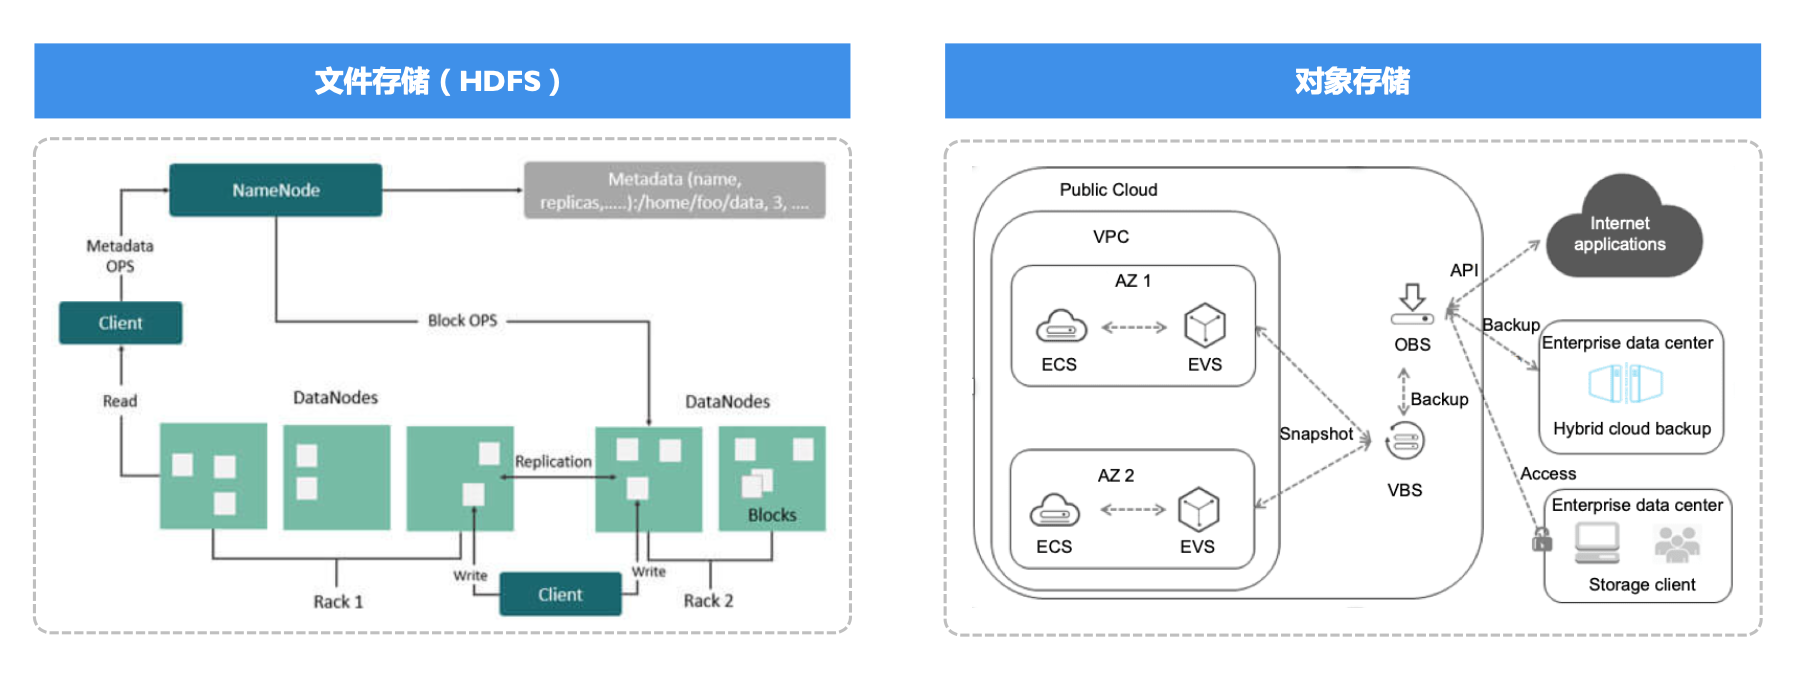 文件存储（HDFS）
NameNode
Metadata (name,
replicas,.....):/home/foo/data, 3, ....
Metadata
OPS
Client
Block OPS
Read
DataNodes
DataNodes
Replication
Blocks
Write
Write
Client
Rack 1
Rack 2
对象存储
Public Cloud
VPC
AZ 1
ECS
EVS
AZ 2
ECS
EVS
Snapshot
OBS
Backup
VBS
API
Internet
applications
Backup
Enterprise data center
Hybrid cloud backup
Access
Enterprise data center
Storage client